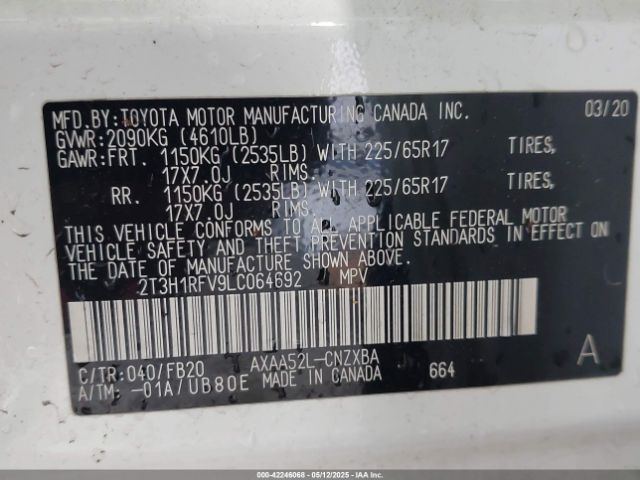 MFD.BY:TOYOTA MOTOR MANUFACTURING CANADA INC. 03/20
GVWR:2090KG (4610LB)
GAWR:FRT. 1150KG (2535LB) WITH 225/65R17 TIRES,
17X7.0J RIMS,
RR. 1150KG (2535LB) WITH 225/65R17 TIRES,
17X7.0J RIMS.
THIS VEHICLE CONFORMS TO ALL APPLICABLE FEDERAL MOTOR
VEHICLE SAFETY AND THEFT PREVENTION STANDARDS IN EFFECT ON
THE DATE OF MANUFACTURE SHOWN ABOVE.
2T3H1RFV9LC064692 MPV
C/TR:040/FB20 AXAA52L-CNZXBA A
A/TM: -01A/UB80E MADE IN CANADA 664
000-42246068 - 05/12/2025 - IAAI.COM